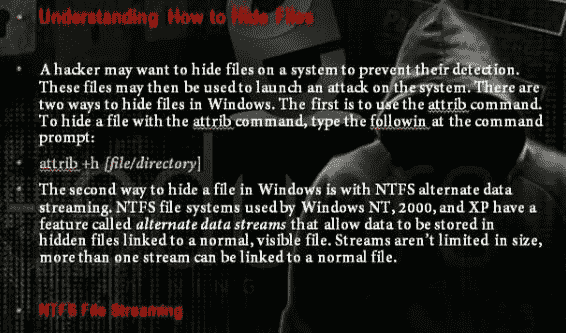 Understanding How to Hide Files
A hacker may want to hide files on a system to prevent their detection.
These files may then be used to launch an attack on the system. There are
two ways to hide files in Windows. The first is to use the attrib command.
To hide a file with the attrib command, type the followin at the command
prompt:
attrib +h [file/directory]
The second way to hide a file in Windows is with NTFS alternate data
streaming. NTFS file systems used by Windows NT, 2000, and XP have a
feature called alternate data streams that allow data to be stored in
hidden files linked to a normal, visible file. Streams aren't limited in size,
more than one stream can be linked to a normal file.
NTFS File Streaming